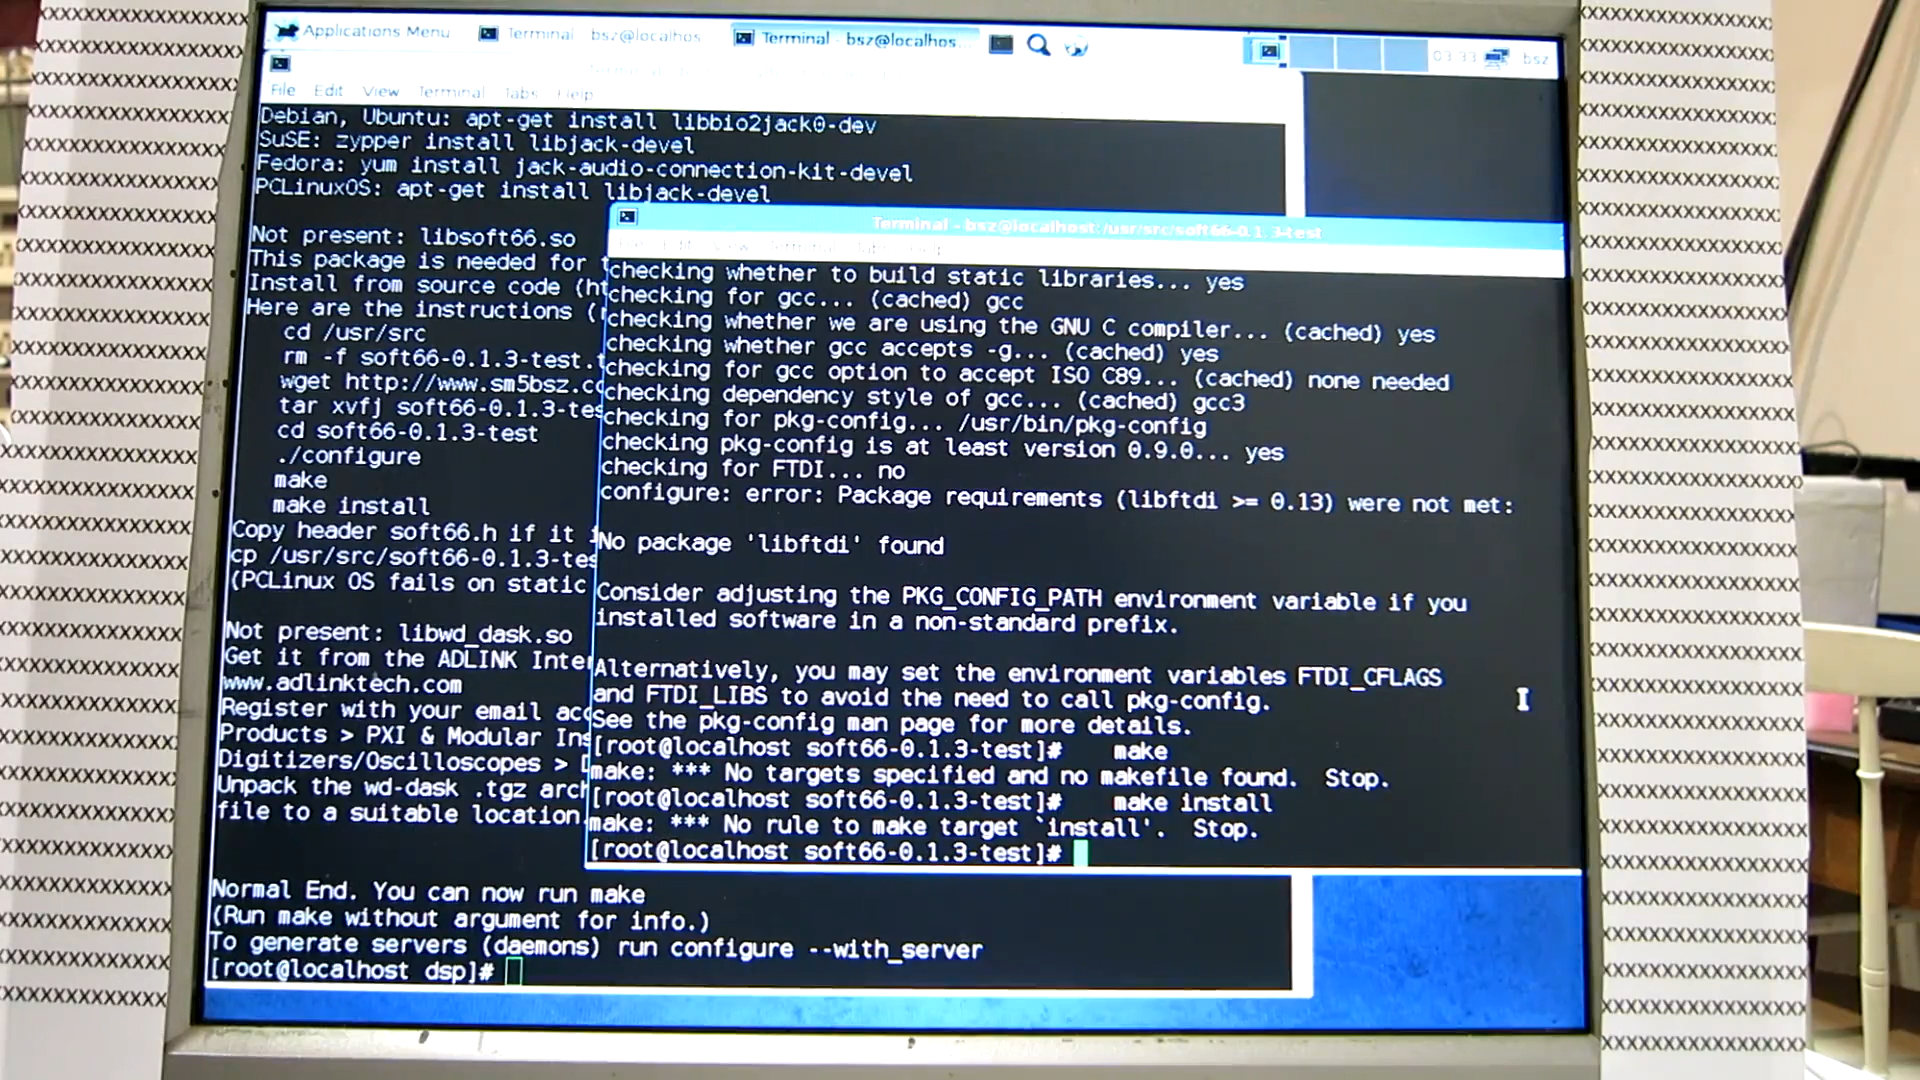 Applications Menu
Terminal bsz@localhos
Terminal - bsz@localhos...
03:33
bsz
File Edit View Terminal Tabs Help
Debian, Ubuntu: apt-get install libbio2jack0-dev
SuSE: zypper install libjack-devel
Fedora: yum install jack-audio-connection-kit-devel
PCLinuxOS: apt-get install libjack-devel
Not present: libsoft66.so
This package is needed for
Install from source code (ht
Here are the instructions (
cd /usr/src
rm -f soft66-0.1.3-test.t
wget http://www.sm5bsz.co
tar xvfj soft66-0.1.3-tes
cd soft66-0.1.3-test
./configure
make
make install
Copy header soft66.h if it
cp /usr/src/soft66-0.1.3-tes
(PCLinux OS fails on static
Not present: libwd_dask.so
Get it from the ADLINK Inter
www.adlinktech.com
Register with your email acc
Products > PXI & Modular Ins
Digitizers/Oscilloscopes >
Unpack the wd-dask .tgz arch
file to a suitable location.
Normal End. You can now run make
(Run make without argument for info.)
To generate servers (daemons) run configure --with_server
[root@localhost dsp]#
Terminal - bsz@localhost:/usr/src/soft66-0.1.3-test
File Edit View Terminal Tabs Help
checking whether to build static libraries... yes
checking for gcc... (cached) gcc
checking whether we are using the GNU C compiler... (cached) yes
checking whether gcc accepts -g... (cached) yes
checking for gcc option to accept ISO C89... (cached) none needed
checking dependency style of gcc... (cached) gcc3
checking for pkg-config... /usr/bin/pkg-config
checking pkg-config is at least version 0.9.0... yes
checking for FTDI... no
configure: error: Package requirements (libftdi >= 0.13) were not met:
No package 'libftdi' found
Consider adjusting the PKG_CONFIG_PATH environment variable if you
installed software in a non-standard prefix.
Alternatively, you may set the environment variables FTDI_CFLAGS
and FTDI_LIBS to avoid the need to call pkg-config.
See the pkg-config man page for more details.
[root@localhost soft66-0.1.3-test]#    make
make: *** No targets specified and no makefile found.  Stop.
[root@localhost soft66-0.1.3-test]#    make install
make: *** No rule to make target `install'.  Stop.
[root@localhost soft66-0.1.3-test]#